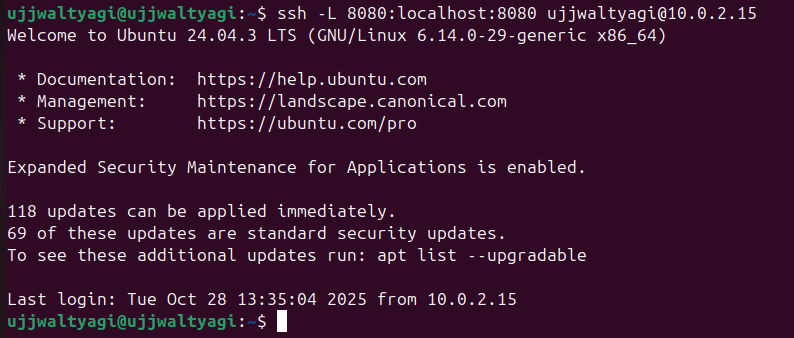 ujjwaltyagi@ujjwaltyagi:~$ ssh -L 8080:localhost:8080 ujjwaltyagi@10.0.2.15
Welcome to Ubuntu 24.04.3 LTS (GNU/Linux 6.14.0-29-generic x86_64)

 * Documentation:  https://help.ubuntu.com
 * Management:     https://landscape.canonical.com
 * Support:        https://ubuntu.com/pro

Expanded Security Maintenance for Applications is enabled.

118 updates can be applied immediately.
69 of these updates are standard security updates.
To see these additional updates run: apt list --upgradable

Last login: Tue Oct 28 13:35:04 2025 from 10.0.2.15
ujjwaltyagi@ujjwaltyagi:~$